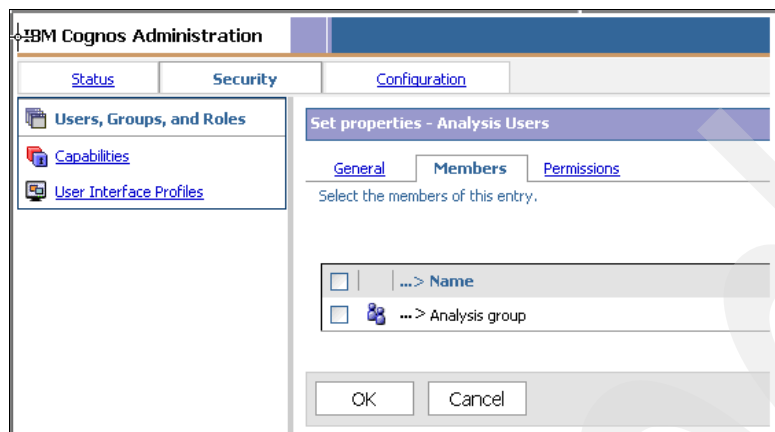 IBM Cognos Administration
Status Security Configuration
Users, Groups, and Roles
Capabilities
User Interface Profiles
Set properties - Analysis Users
General Members Permissions
Select the members of this entry.
...> Name
...> Analysis group
OK Cancel